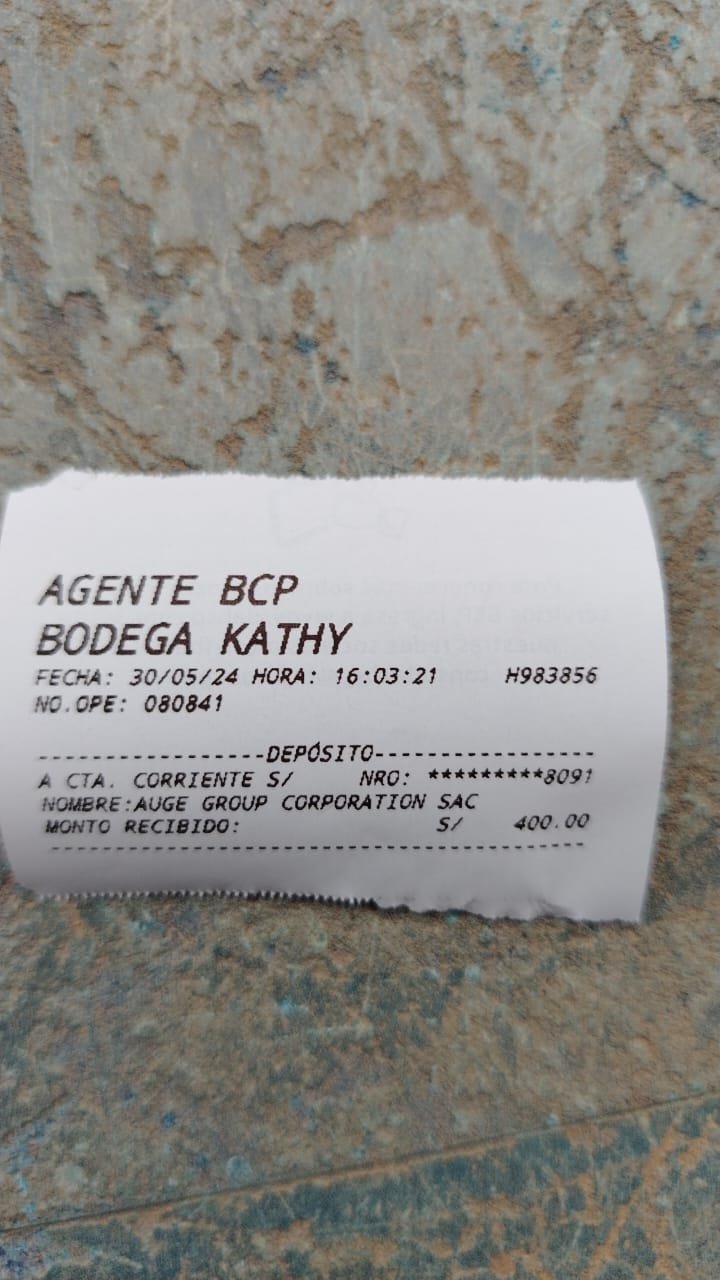 AGENTE BCP
BODEGA KATHY
FECHA: 30/05/24 HORA: 16:03:21 H983856
NO.OPE: 080841
-----------------DEPÓSITO-----------------
A CTA. CORRIENTE S/ NRO: *********8091
NOMBRE:AUGE GROUP CORPORATION SAC
MONTO RECIBIDO: S/ 400.00
------------------------------------------